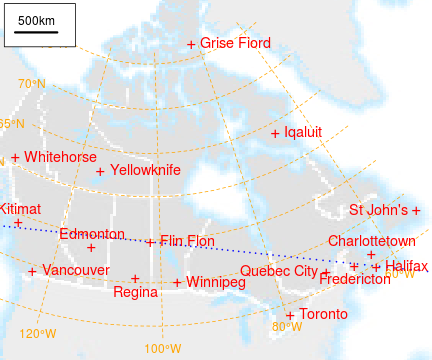 500km
Grise Fiord
70°N
65°N
Iqaluit
Whitehorse
Yellowknife
N
Kitimat
St John's
Edmonton
Flin Flon
Charlottetown
Vancouver
Quebec City
Halifax
60°W
Regina
Winnipeg
Fredericton
Toronto
120°W
80°W
100°W